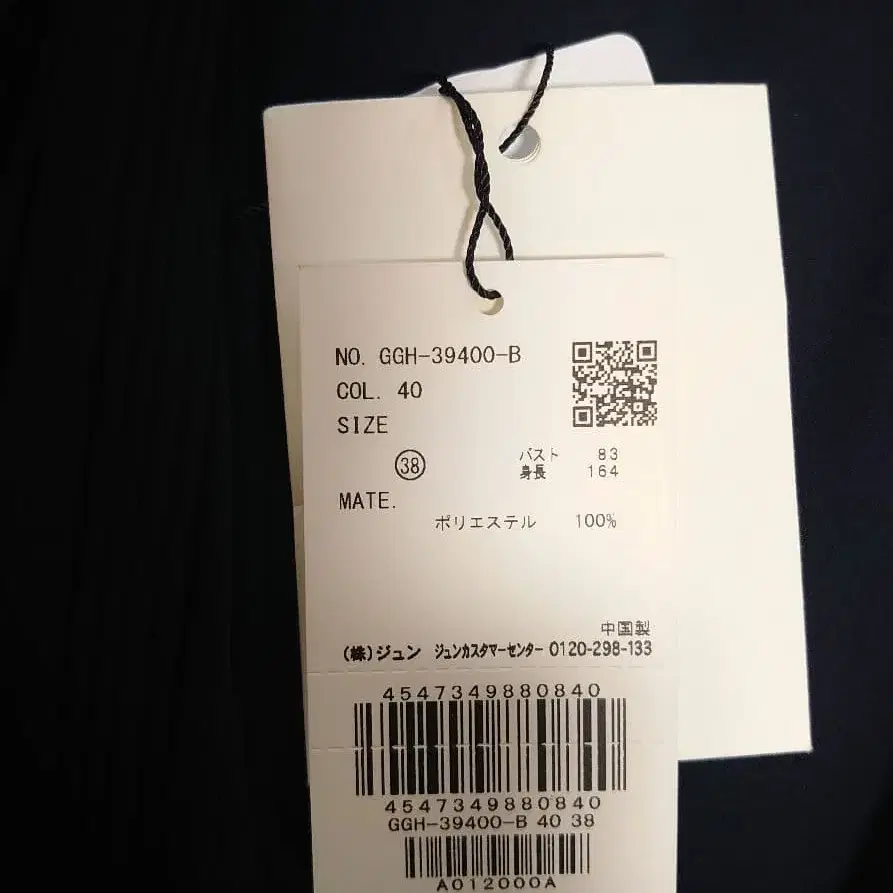 NO. GGH-39400-B
COL. 40
SIZE
38
バスト 83
身長 164
MATE.
ポリエステル 100%
中国製
(株)ジュン ジュンカスタマーセンター 0120-298-133
4547349880840
4547349880840
GGH-39400-B 40 38
A012000A